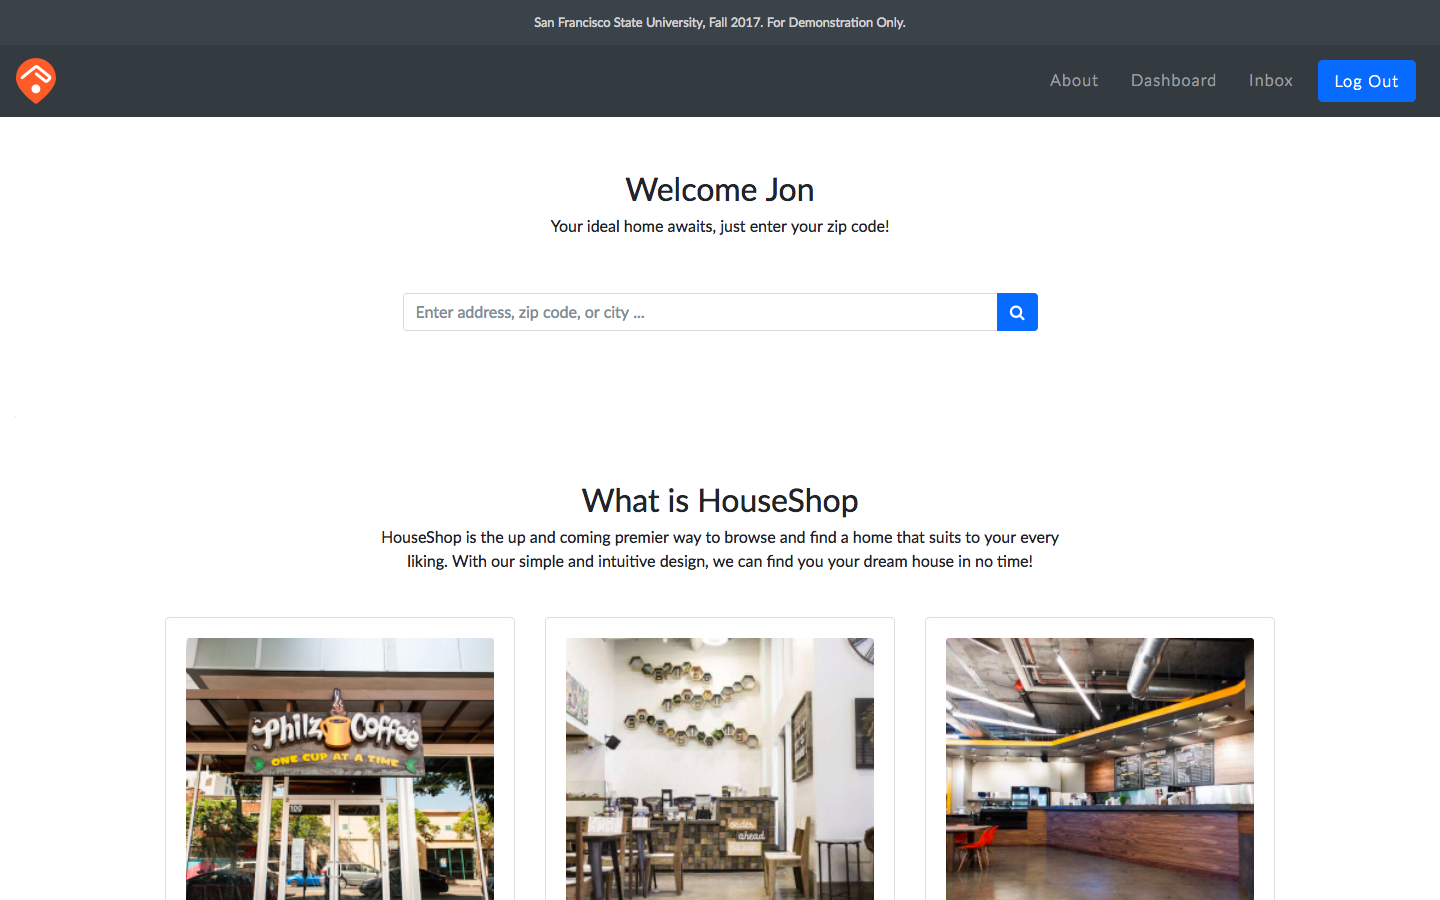 San Francisco State University, Fall 2017. For Demonstration Only.
About
Dashboard
Inbox
Log Out
Welcome Jon
Your ideal home awaits, just enter your zip code!
Enter address, zip code, or city ...
What is HouseShop
HouseShop is the up and coming premier way to browse and find a home that suits to your every
liking. With our simple and intuitive design, we can find you your dream house in no time!
Philz Coffee
ONE CUP AT A TIME
100
order
ahead